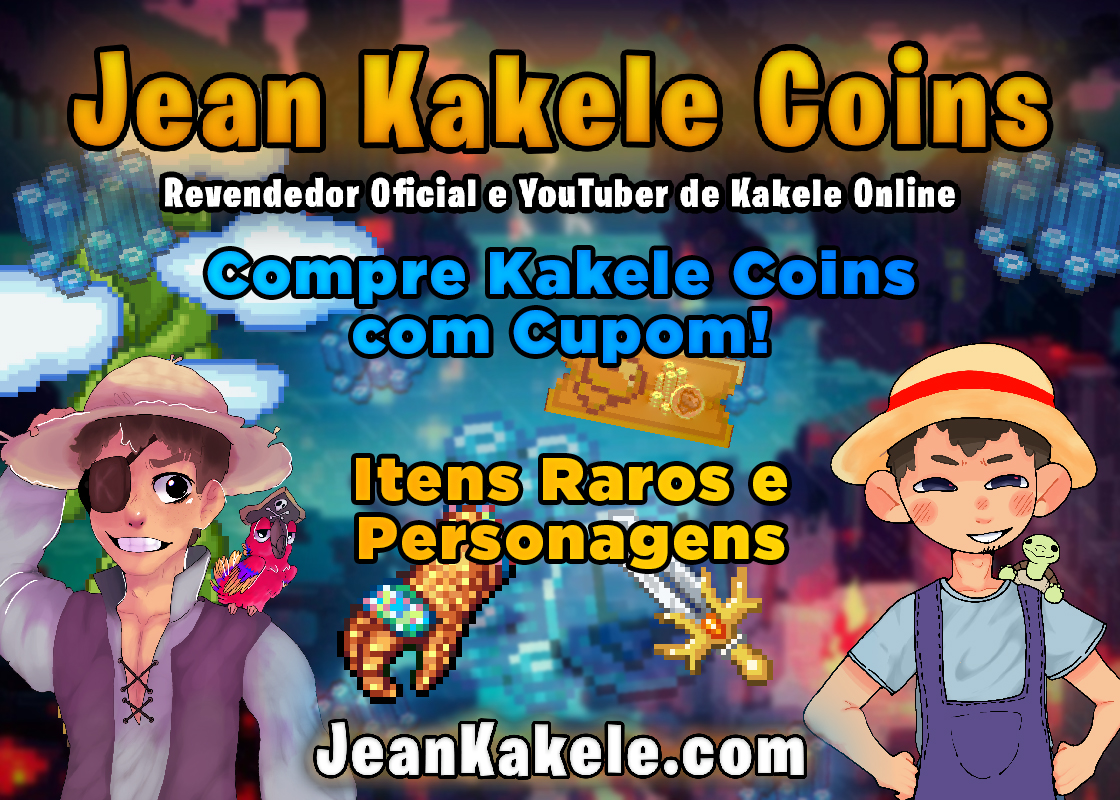 Jean Kakele Coins
Revendedor Oficial e YouTuber de Kakele Online
Compre Kakele Coins
com Cupom!
Itens Raros e
Personagens
JeanKakele.com